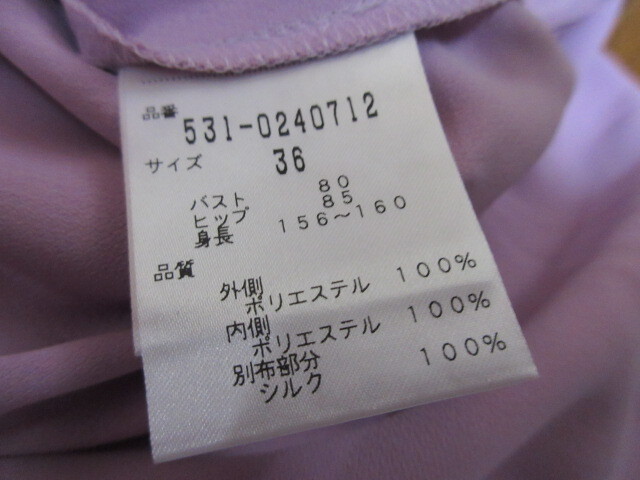 品番
531-0240712
サイズ 36
バスト 80
ヒップ 85
身長 156～160
品質
外側
ポリエステル 100%
内側
ポリエステル 100%
別布部分
シルク 100%